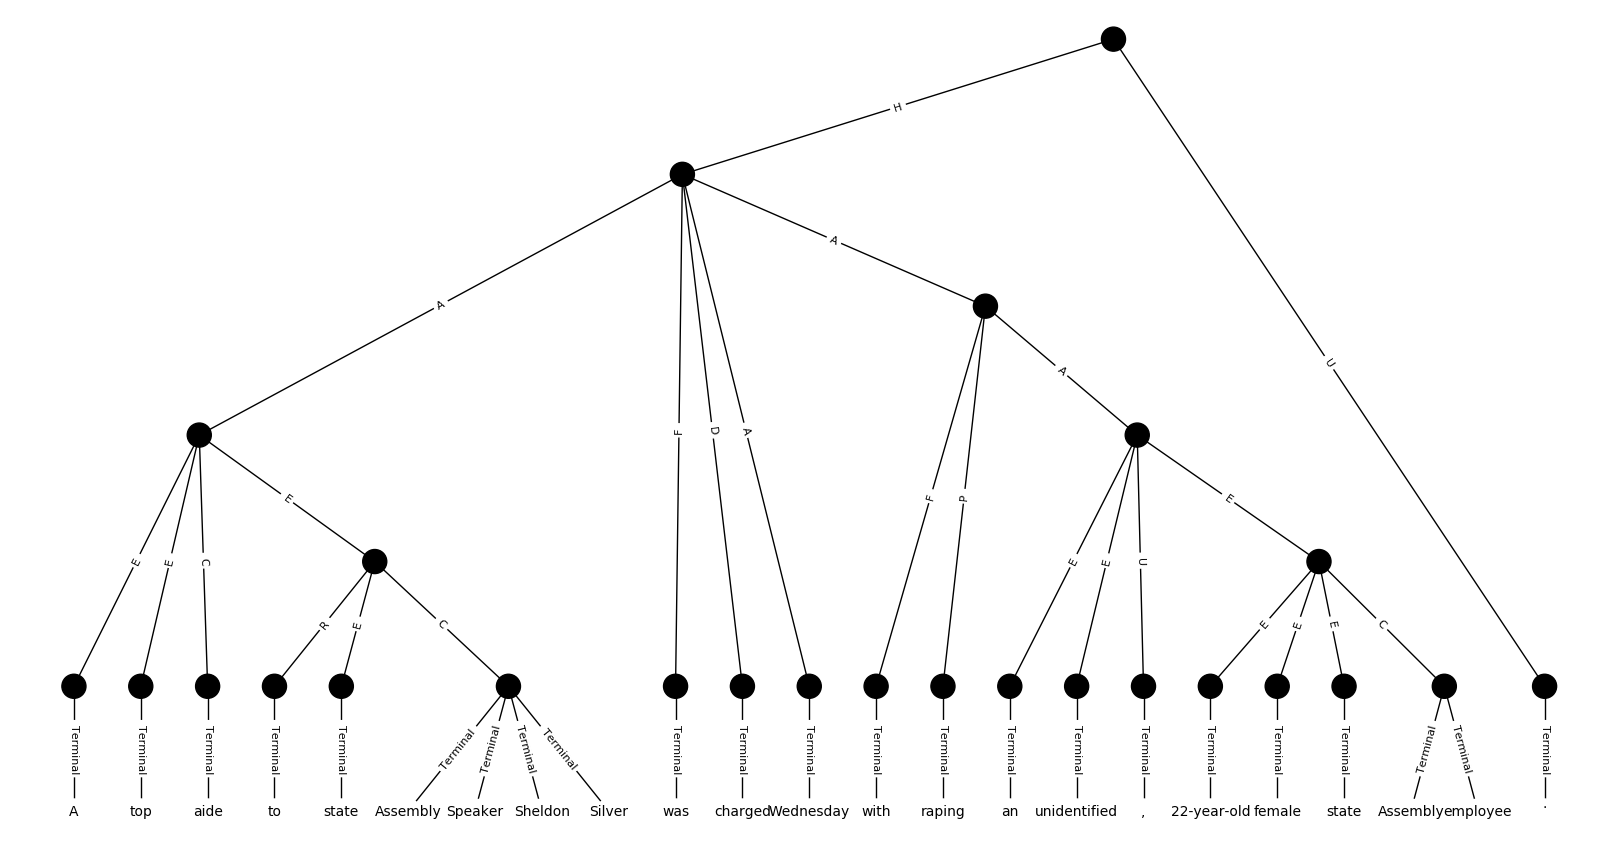 H
A
U
A
F
D
A
F
P
A
E
E
C
E
E
E
U
E
R
E
C
E
E
E
C
Terminal Terminal Terminal Terminal Terminal Terminal Terminal Terminal Terminal Terminal Terminal Terminal Terminal Terminal Terminal Terminal Terminal Terminal Terminal Terminal Terminal Terminal Terminal
A top aide to state Assembly Speaker Sheldon Silver was charged Wednesday with raping an unidentified , 22-year-old female state Assembly employee .